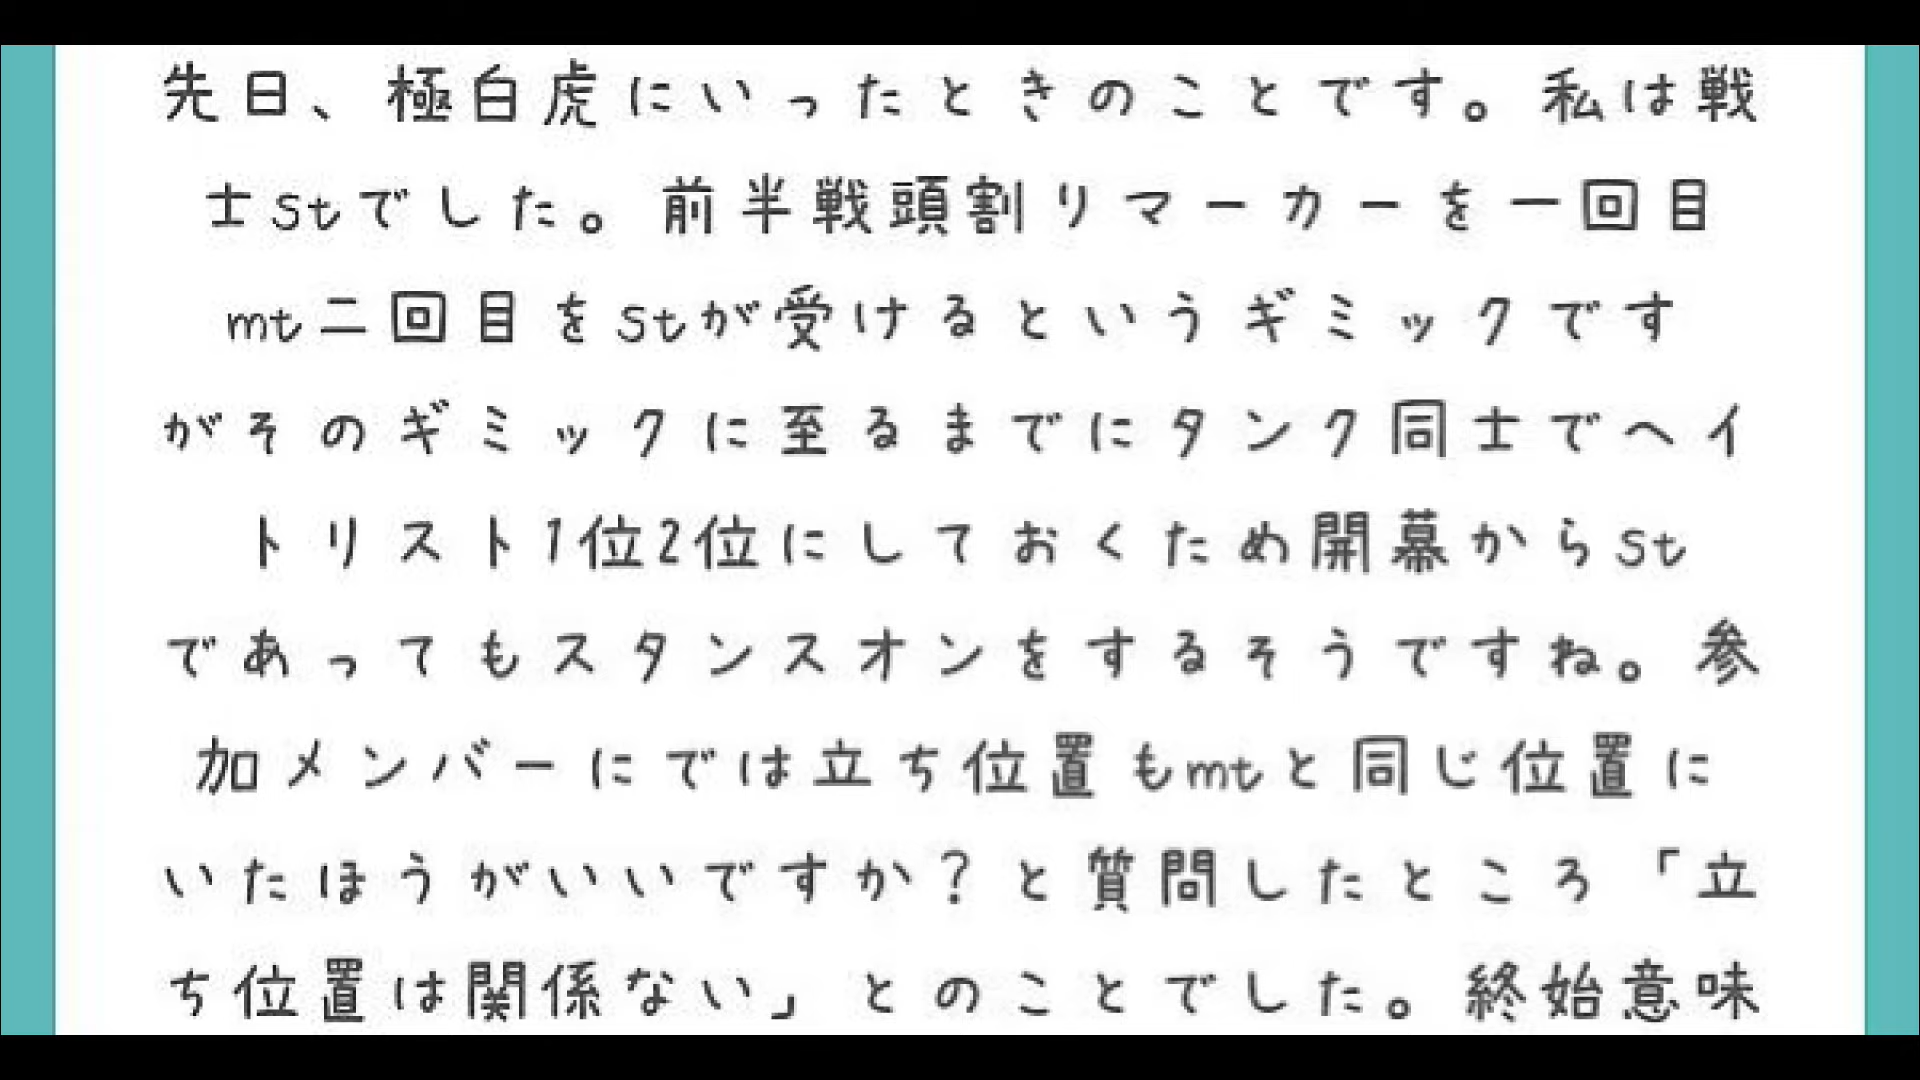 先日、極白虎にいったときのことです。私は戦
士stでした。前半戦頭割りマーカーを一回目
mt二回目をstが受けるというギミックです
がそのギミックに至るまでにタンク同士でヘイ
トリスト1位2位にしておくため開幕からst
であってもスタンスオンをするそうですね。参
加メンバーにでは立ち位置もmtと同じ位置に
いたほうがいいですか？と質問したところ「立
ち位置は関係ない」とのことでした。終始意味